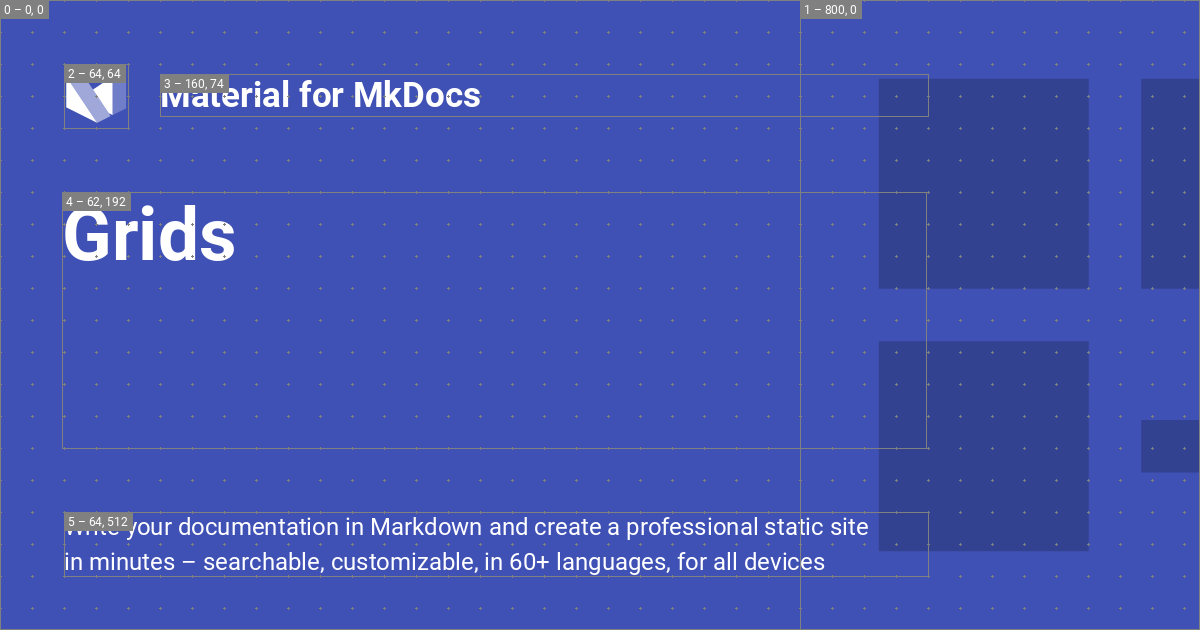 0 – 0, 0
1 – 800, 0
2 – 64, 64
3 – 160, 74
Material for MkDocs
4 – 62, 192
Grids
5 – 64, 512
Write your documentation in Markdown and create a professional static site
in minutes – searchable, customizable, in 60+ languages, for all devices